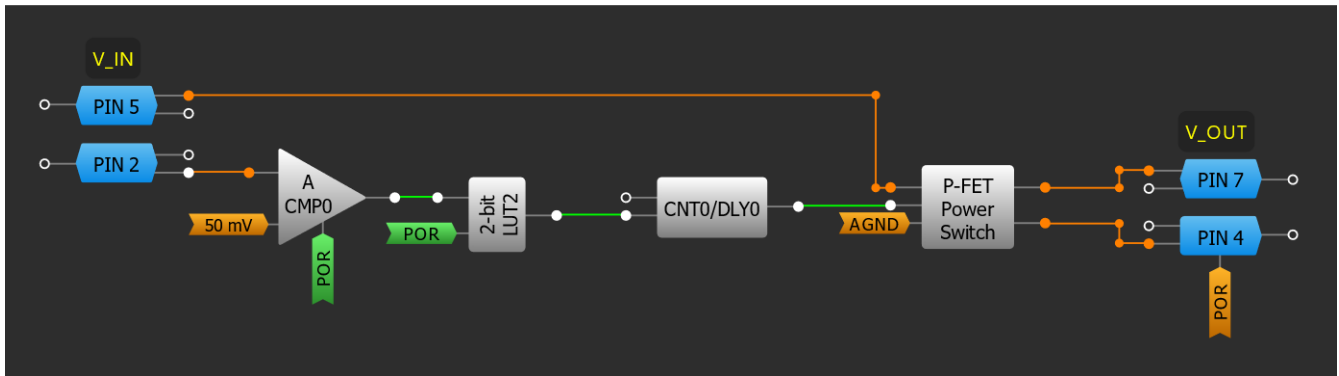 V_IN
PIN 5
PIN 2
A
CMP0
50 mV
POR
POR
2-bit
LUT2
CNT0/DLY0
AGND
P-FET
Power
Switch
V_OUT
PIN 7
PIN 4
POR